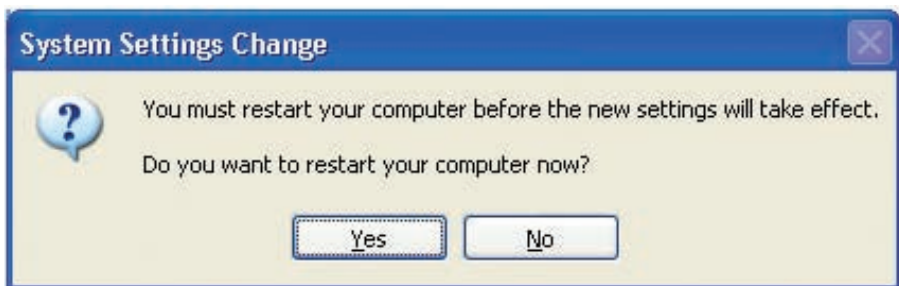 System Settings Change
You must restart your computer before the new settings will take effect.
Do you want to restart your computer now?
Yes
No